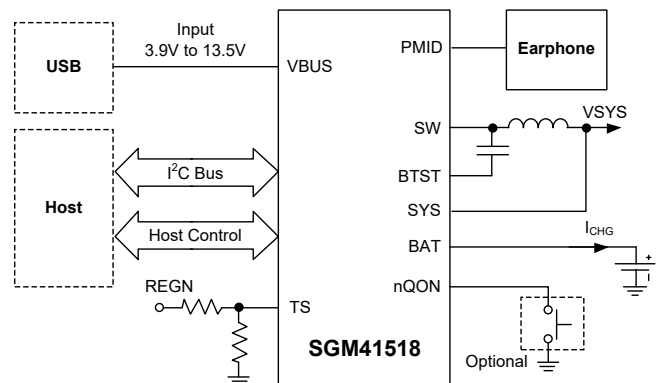 Input
3.9V to 13.5V
USB
VBUS
PMID
Earphone
SW
VSYS
BTST
I²C Bus
Host
SYS
Host Control
BAT
I_CHG
+
REGN
TS
nQON
SGM41518
Optional